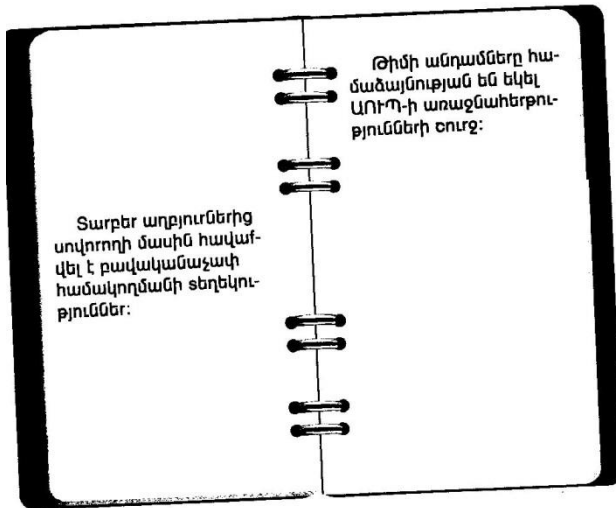 Տարբեր աղբյուրներից
սովորողի մասին հավաֆ-
վել է բավականաչափ
համակողմանի տեղեկու-
թյուններ:
Թիմի անդամները հա-
մաձայնության են եկել
ԱՈՒՊ-ի առաջնահերթու-
թյունների շուրջ: